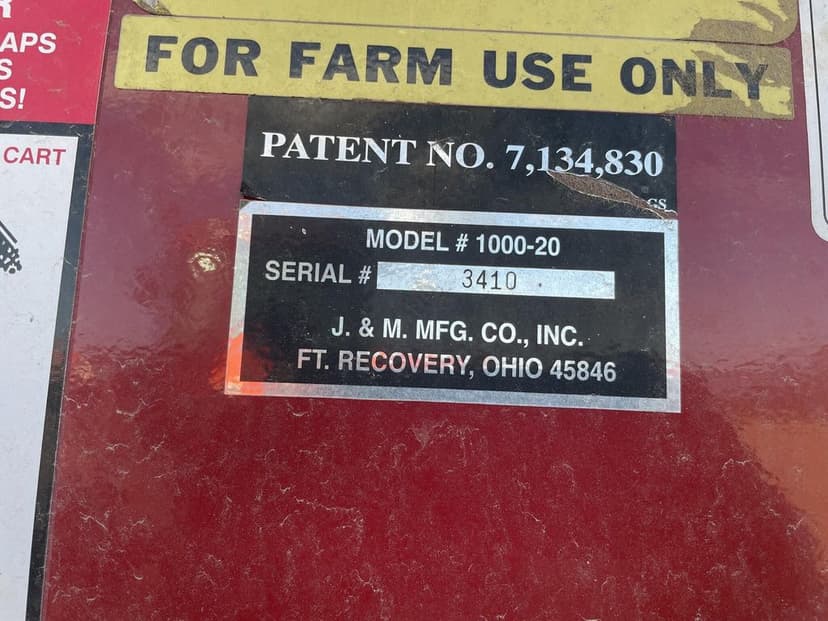 APS
S
S!
CART
FOR FARM USE ONLY
PATENT NO. 7,134,830
GS
MODEL # 1000-20
SERIAL # 3410
J. & M. MFG. CO., INC.
FT. RECOVERY, OHIO 45846